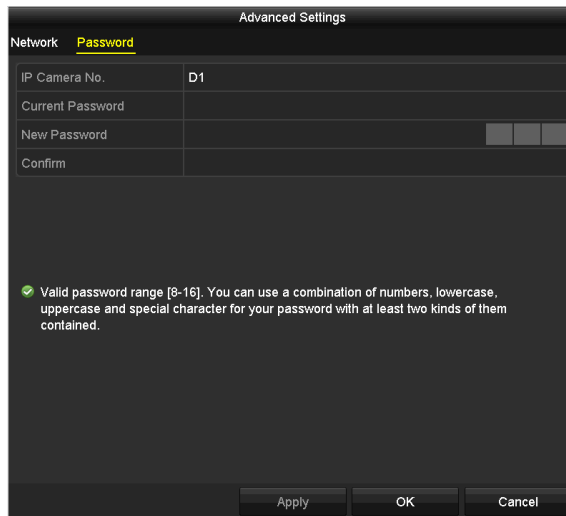 Advanced Settings
Network Password
IP Camera No. D1
Current Password
New Password
Confirm
Valid password range [8-16]. You can use a combination of numbers, lowercase,
uppercase and special character for your password with at least two kinds of them
contained.
Apply OK Cancel